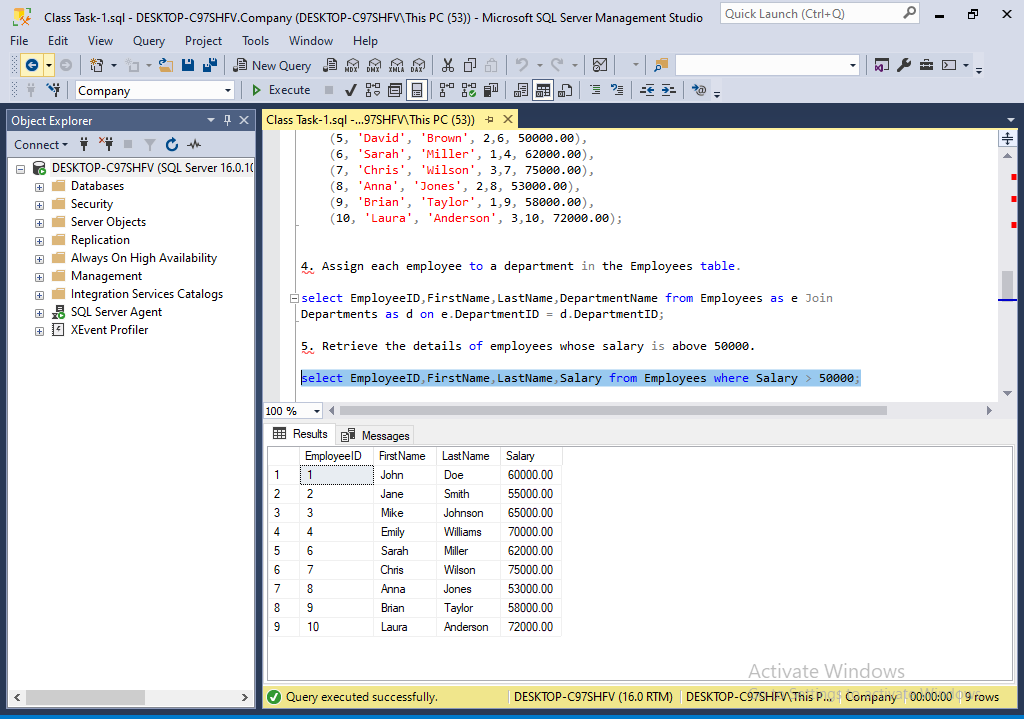 Class Task-1.sql - DESKTOP-C97SHFV.Company (DESKTOP-C97SHFV\This PC (53)) - Microsoft SQL Server Management Studio
Quick Launch (Ctrl+Q)
File Edit View Query Project Tools Window Help
New Query MDX DMX XMLA DAX
Company Execute
Object Explorer
Class Task-1.sql -...97SHFV\This PC (53))
Connect
DESKTOP-C97SHFV (SQL Server 16.0.10
Databases
Security
Server Objects
Replication
Always On High Availability
Management
Integration Services Catalogs
SQL Server Agent
XEvent Profiler
(5, 'David', 'Brown', 2,6, 50000.00),
(6, 'Sarah', 'Miller', 1,4, 62000.00),
(7, 'Chris', 'Wilson', 3,7, 75000.00),
(8, 'Anna', 'Jones', 2,8, 53000.00),
(9, 'Brian', 'Taylor', 1,9, 58000.00),
(10, 'Laura', 'Anderson', 3,10, 72000.00);
4. Assign each employee to a department in the Employees table.
select EmployeeID,FirstName,LastName,DepartmentName from Employees as e Join
Departments as d on e.DepartmentID = d.DepartmentID;
5. Retrieve the details of employees whose salary is above 50000.
select EmployeeID,FirstName,LastName,Salary from Employees where Salary > 50000;
100 %
Results Messages
EmployeeID FirstName LastName Salary
1 1 John Doe 60000.00
2 2 Jane Smith 55000.00
3 3 Mike Johnson 65000.00
4 4 Emily Williams 70000.00
5 6 Sarah Miller 62000.00
6 7 Chris Wilson 75000.00
7 8 Anna Jones 53000.00
8 9 Brian Taylor 58000.00
9 10 Laura Anderson 72000.00
Activate Windows
Query executed successfully. DESKTOP-C97SHFV (16.0 RTM) DESKTOP-C97SHFV\This P... Company 00:00:00 9 rows